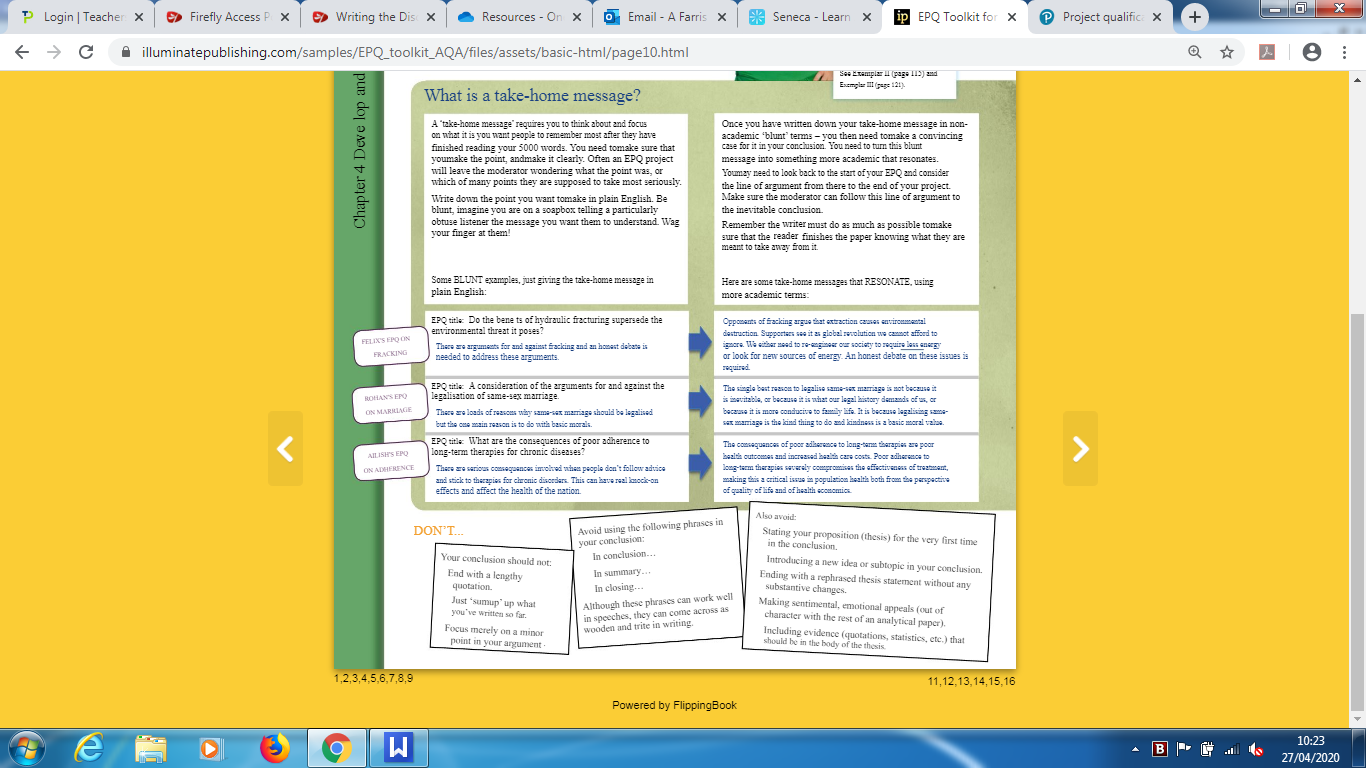 Login | Teacher
Firefly Access P
Writing the Dis
Resources - On
Email - A Farris
Seneca - Learn
EPQ Toolkit for
Project qualific
illuminatepublishing.com/samples/EPQ_toolkit_AQA/files/assets/basic-html/page10.html
Chapter 4 Deve lop and
See Exemplar II (page 115) and
Exemplar III (page 121).
What is a take-home message?
A 'take-home message' requires you to think about and focus
on what it is you want people to remember most after they have
finished reading your 5000 words. You need tomake sure that
youmake the point, andmake it clearly. Often an EPQ project
will leave the moderator wondering what the point was, or
which of many points they are supposed to take most seriously.
Write down the point you want tomake in plain English. Be
blunt, imagine you are on a soapbox telling a particularly
obtuse listener the message you want them to understand. Wag
your finger at them!
Some BLUNT examples, just giving the take-home message in
plain English:
Once you have written down your take-home message in non-
academic 'blunt' terms – you then need tomake a convincing
case for it in your conclusion. You need to turn this blunt
message into something more academic that resonates.
Youmay need to look back to the start of your EPQ and consider
the line of argument from there to the end of your project.
Make sure the moderator can follow this line of argument to
the inevitable conclusion.
Remember the writer must do as much as possible tomake
sure that the reader finishes the paper knowing what they are
meant to take away from it.
Here are some take-home messages that RESONATE, using
more academic terms:
FELIX'S EPQ ON
FRACKING
EPQ title: Do the bene ts of hydraulic fracturing supersede the
environmental threat it poses?
There are arguments for and against fracking and an honest debate is
needed to address these arguments.
Opponents of fracking argue that extraction causes environmental
destruction. Supporters see it as global revolution we cannot afford to
ignore. We either need to re-engineer our society to require less energy
or look for new sources of energy. An honest debate on these issues is
required.
ROHAN'S EPQ
ON MARRIAGE
EPQ title: A consideration of the arguments for and against the
legalisation of same-sex marriage.
There are loads of reasons why same-sex marriage should be legalised
but the one main reason is to do with basic morals.
The single best reason to legalise same-sex marriage is not because it
is inevitable, or because it is what our legal history demands of us, or
because it is more conducive to family life. It is because legalising same-
sex marriage is the kind thing to do and kindness is a basic moral value.
AILISH'S EPQ
ON ADHERENCE
EPQ title: What are the consequences of poor adherence to
long-term therapies for chronic diseases?
There are serious consequences involved when people don't follow advice
and stick to therapies for chronic disorders. This can have real knock-on
effects and affect the health of the nation.
The consequences of poor adherence to long-term therapies are poor
health outcomes and increased health care costs. Poor adherence to
long-term therapies severely compromises the effectiveness of treatment,
making this a critical issue in population health both from the perspective
of quality of life and of health economics.
DON'T...
Your conclusion should not:
End with a lengthy
quotation.
Just 'sumup' up what
you've written so far.
Focus merely on a minor
point in your argument .
Avoid using the following phrases in
your conclusion:
In conclusion…
In summary…
In closing…
Although these phrases can work well
in speeches, they can come across as
wooden and trite in writing.
Also avoid:
Stating your proposition (thesis) for the very first time
in the conclusion.
Introducing a new idea or subtopic in your conclusion.
Ending with a rephrased thesis statement without any
substantive changes.
Making sentimental, emotional appeals (out of
character with the rest of an analytical paper).
Including evidence (quotations, statistics, etc.) that
should be in the body of the thesis.
1,2,3,4,5,6,7,8,9
11,12,13,14,15,16
Powered by FlippingBook
10:23
27/04/2020